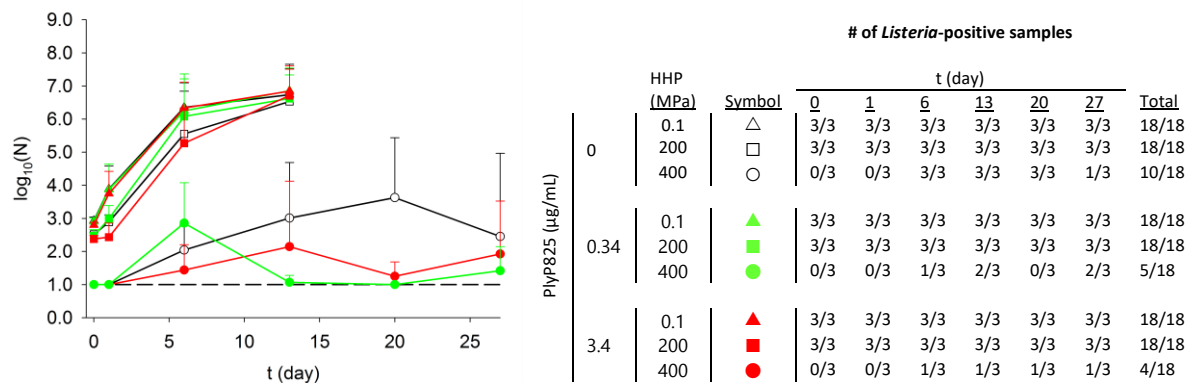 9.0
8.0
7.0
6.0
5.0
4.0
3.0
2.0
1.0
0.0
log10(N)
0 5 10 15 20 25
t (day)
# of Listeria-positive samples
HHP t (day)
(MPa) Symbol 0 1 6 13 20 27 Total
PlyP825 (µg/mL)
0.1 △ 3/3 3/3 3/3 3/3 3/3 3/3 18/18
0 200 □ 3/3 3/3 3/3 3/3 3/3 3/3 18/18
400 ○ 0/3 0/3 3/3 3/3 3/3 1/3 10/18
0.1 ▲ 3/3 3/3 3/3 3/3 3/3 3/3 18/18
0.34 200 ■ 3/3 3/3 3/3 3/3 3/3 3/3 18/18
400 ● 0/3 0/3 1/3 2/3 0/3 2/3 5/18
0.1 ▲ 3/3 3/3 3/3 3/3 3/3 3/3 18/18
3.4 200 ■ 3/3 3/3 3/3 3/3 3/3 3/3 18/18
400 ● 0/3 0/3 1/3 1/3 1/3 1/3 4/18